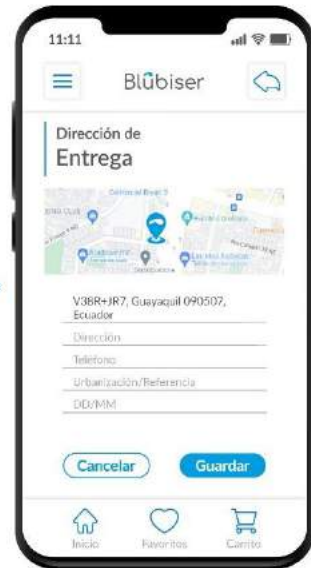 11:11
Blûbiser
Dirección de
Entrega
V38R+JR7, Guayaquil 090507,
Ecuador
Dirección
Teléfono
Urbanización/Referencia
DD/MM
Cancelar
Guardar
Inicio
Favoritos
Carrito